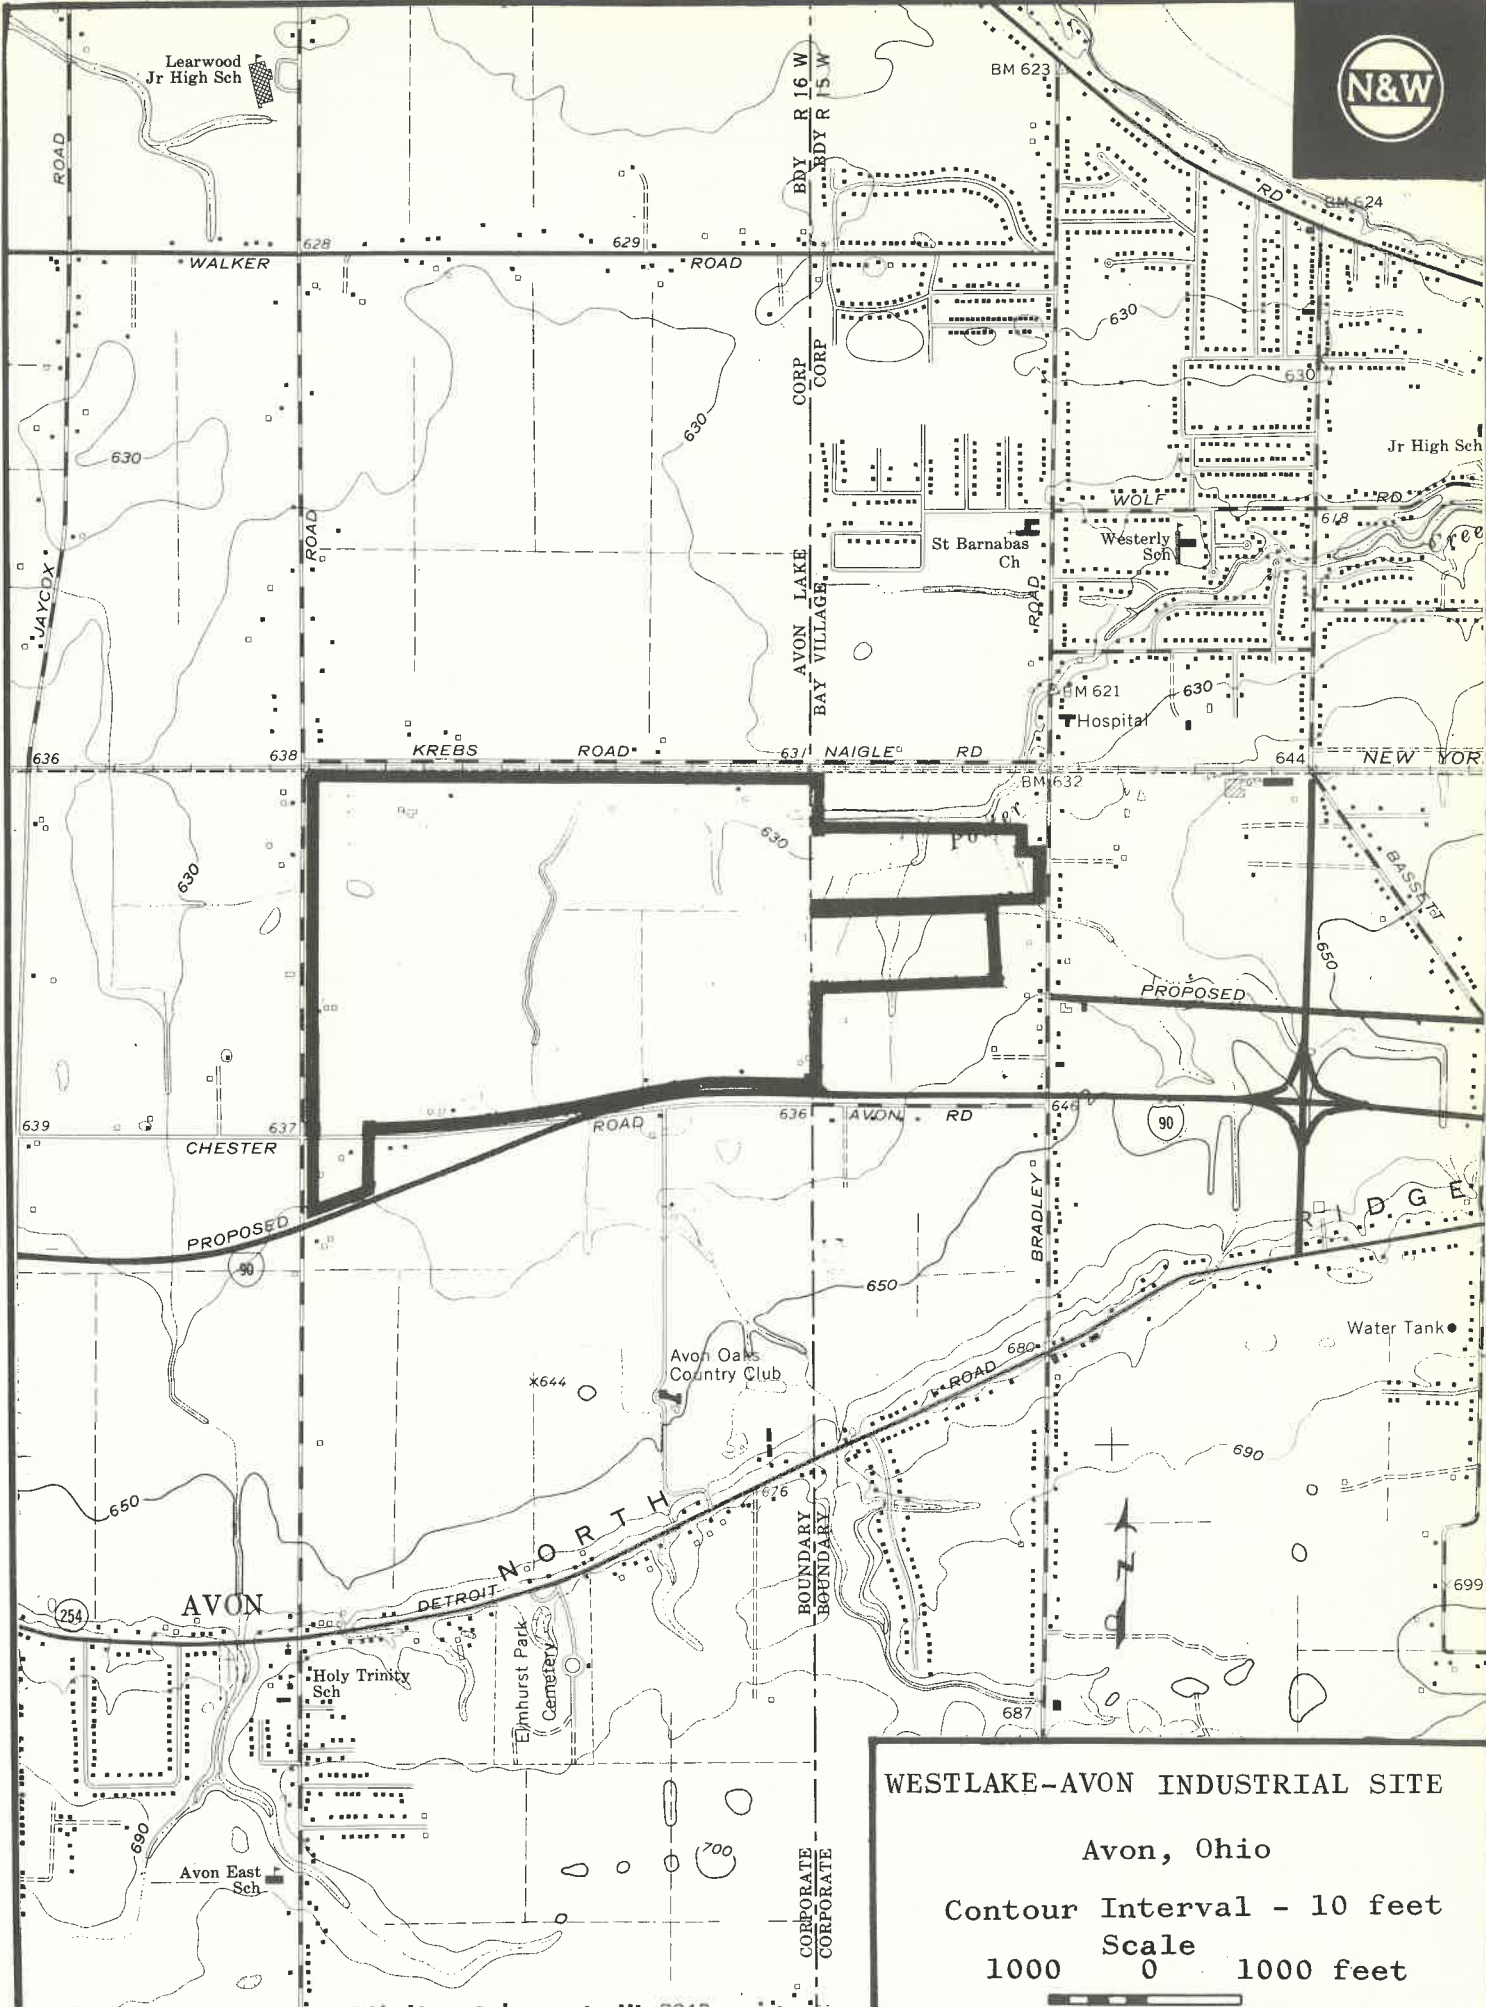 Learwood
Jr High Sch
ROAD
BDY R 16 W
BDY R 15 W
BM 623
N&W
RD
BM 624
628
629
WALKER
ROAD
630
630
CORP
CORP
630
630
Jr High Sch
ROAD
WOLF
RD
618
St Barnabas
Ch
Westerly
Sch
JAYCOX
AVON LAKE
BAY VILLAGE
ROAD
BM 621
630
Hospital
636
638
KREBS
ROAD
631
NAIGLE
RD
644
NEW YOR
BM 632
630
630
BASSETT
650
PROPOSED
639
637
CHESTER
ROAD
636
AVON
RD
646
90
PROPOSED
90
BRADLEY
RIDGE
650
Water Tank
Avon Oaks
Country Club
644
680
ROAD
690
650
NORTH
676
BOUNDARY
BOUNDARY
N
254
AVON
DETROIT
699
Elmhurst Park
Cemetery
Holy Trinity
Sch
687
690
700
Avon East
Sch
CORPORATE
CORPORATE
WESTLAKE-AVON INDUSTRIAL SITE
Avon, Ohio
Contour Interval - 10 feet
Scale
1000 0 1000 feet